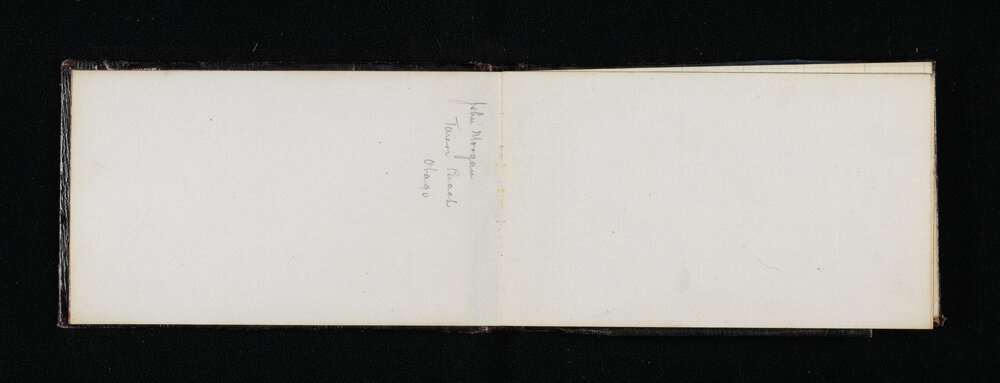 John Morgan
Taieri Beach
Otago